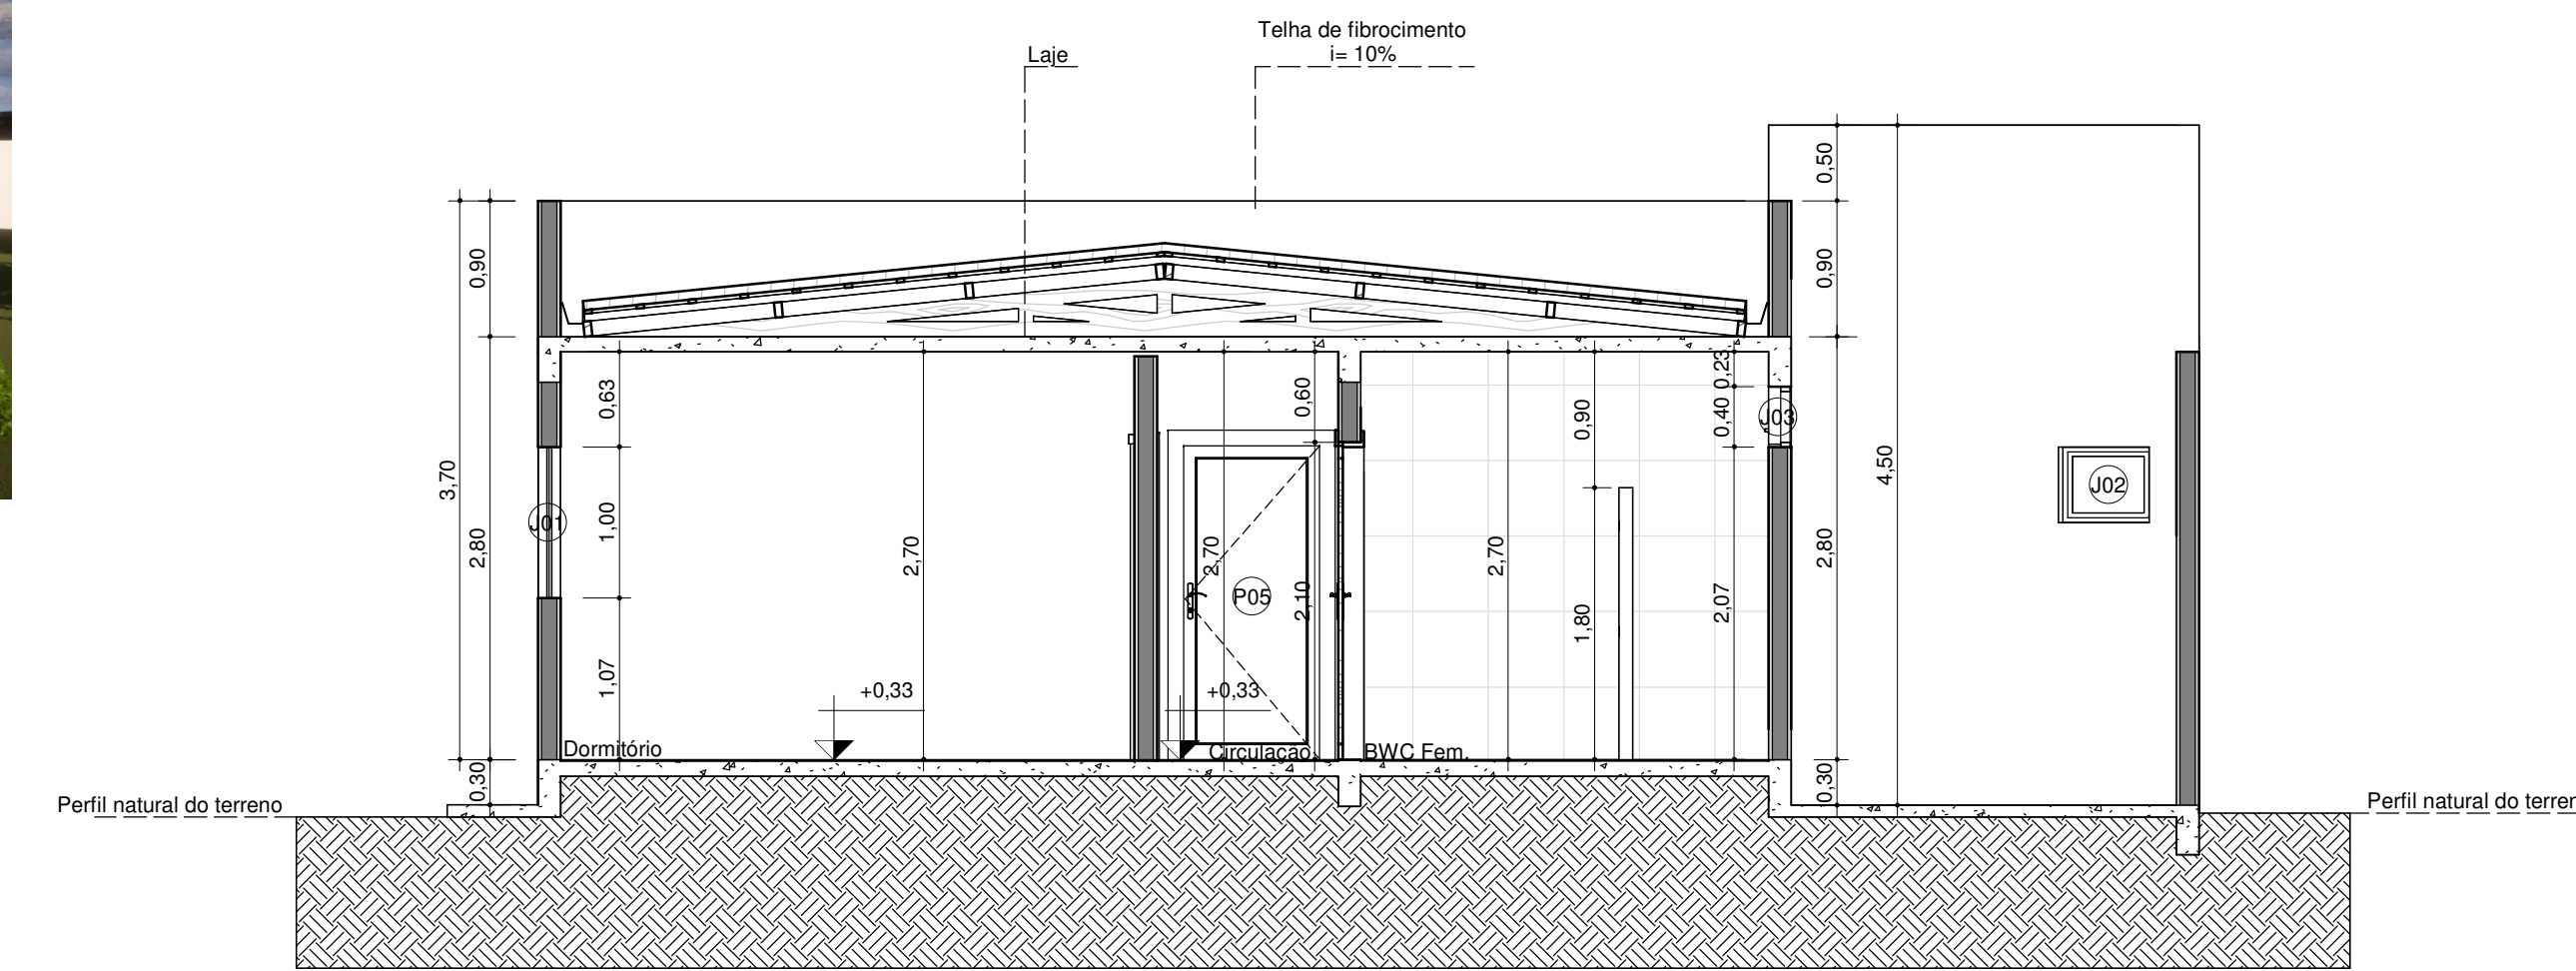 Telha de fibrocimento
i= 10%
Laje
0,50
0,90
0,90
0,63
0,60
0,90
0,23
0,40
J03
3,70
2,80
J01
1,00
2,70
2,70
P05
2,10
2,70
1,80
2,07
2,80
4,50
J02
1,07
+0,33
+0,33
Dormitório
Circulação
BWC Fem.
0,30
0,30
Perfil natural do terreno
Perfil natural do terren